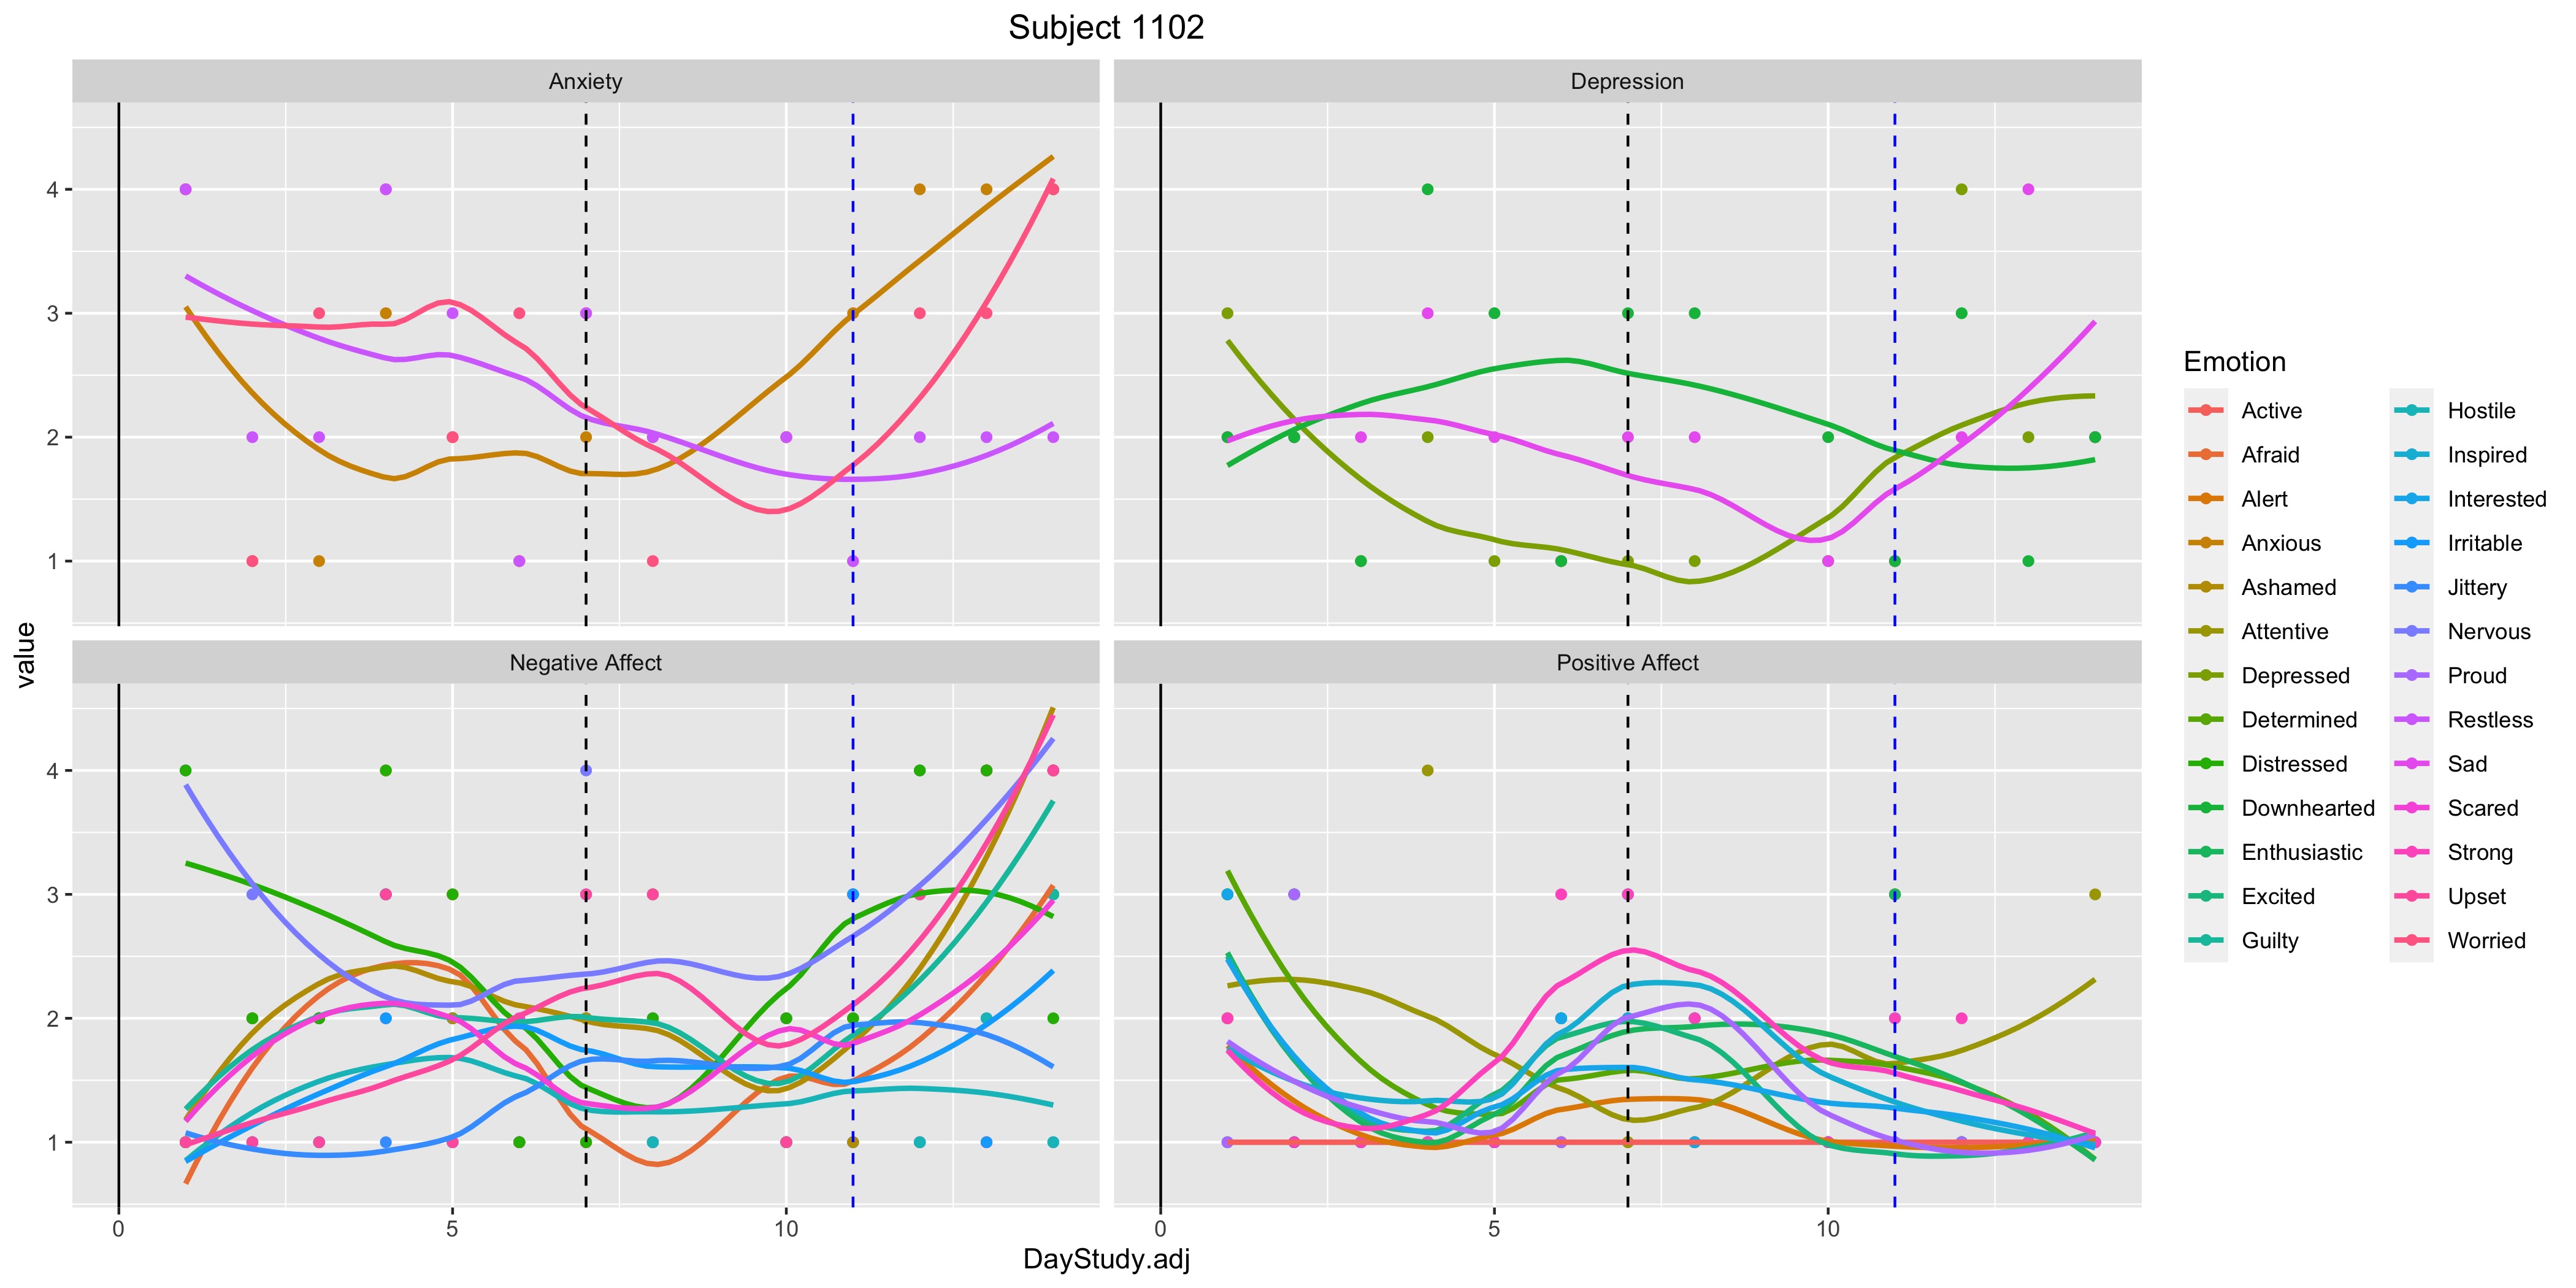 Subject 1102
Anxiety
Depression
4
3
2
1
value
Negative Affect
Positive Affect
4
3
2
1
0
5
10
0
5
10
DayStudy.adj
Emotion
Active
Afraid
Alert
Anxious
Ashamed
Attentive
Depressed
Determined
Distressed
Downhearted
Enthusiastic
Excited
Guilty
Hostile
Inspired
Interested
Irritable
Jittery
Nervous
Proud
Restless
Sad
Scared
Strong
Upset
Worried